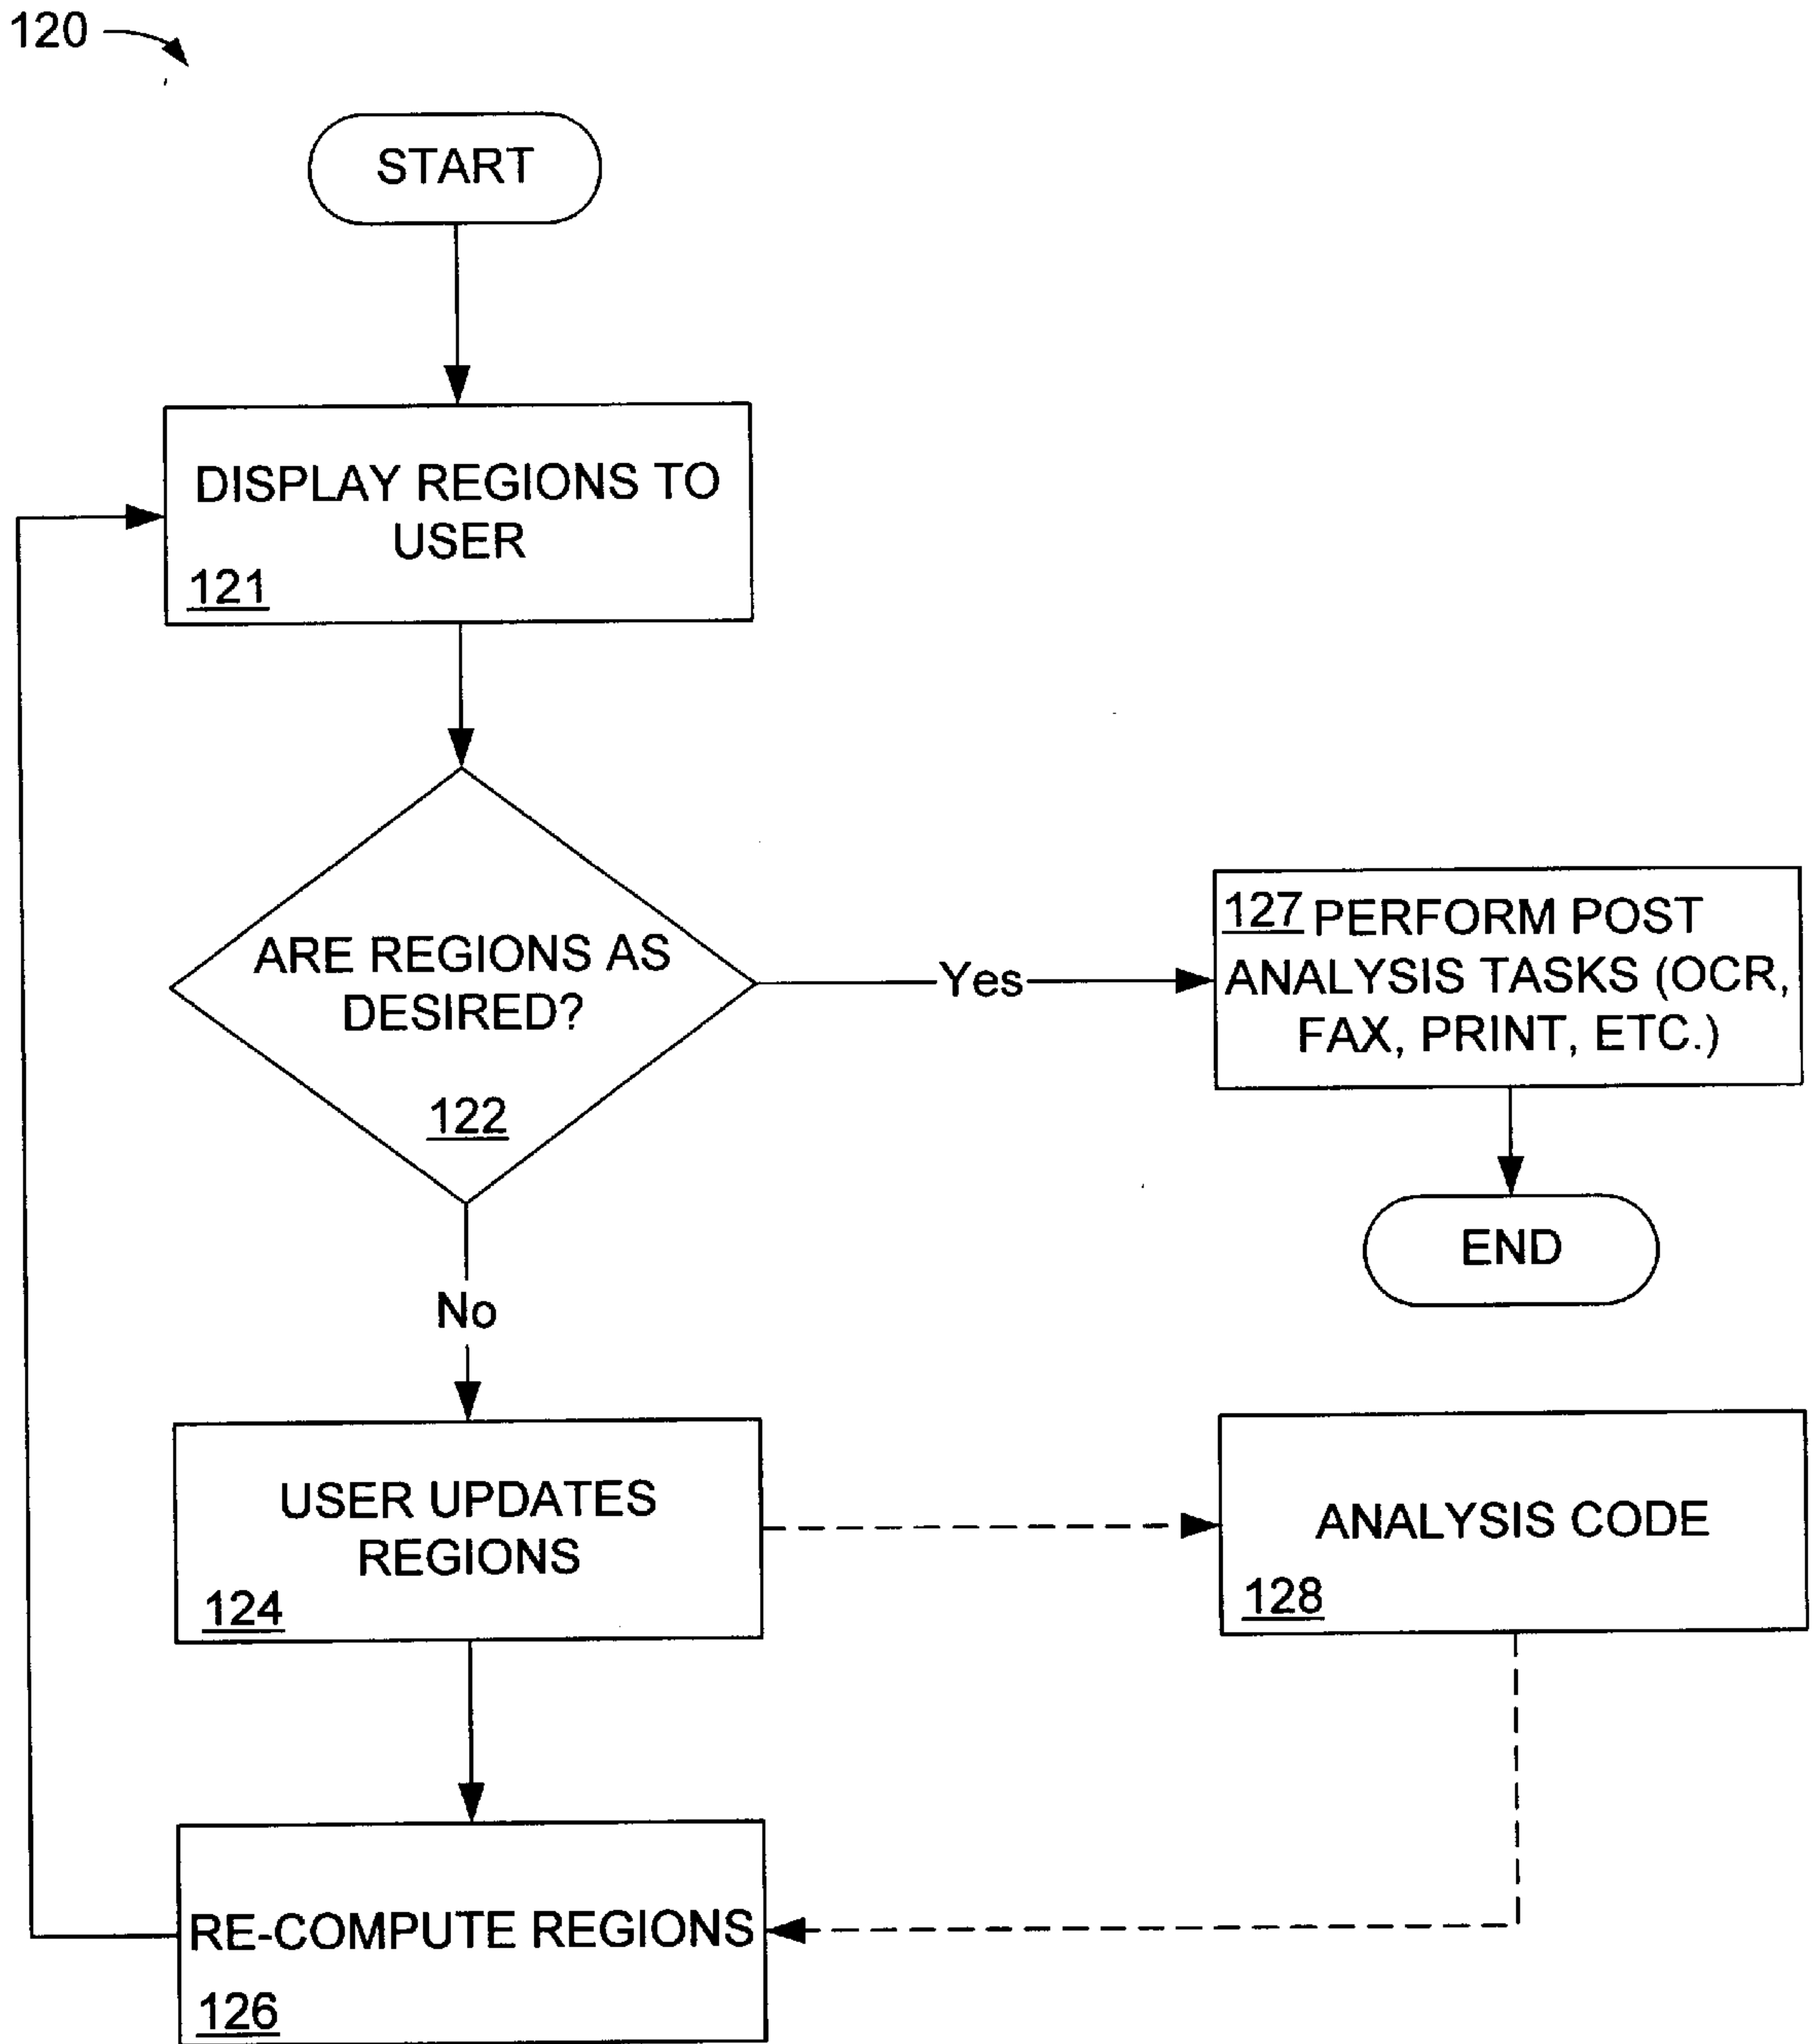 120
START
DISPLAY REGIONS TO
USER
121
ARE REGIONS AS
DESIRED?
122
Yes
127 PERFORM POST
ANALYSIS TASKS (OCR,
FAX, PRINT, ETC.)
END
No
USER UPDATES
REGIONS
124
ANALYSIS CODE
128
RE-COMPUTE REGIONS
126